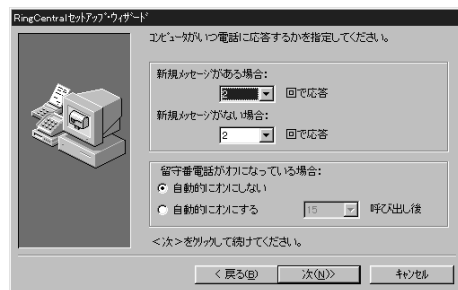 RingCentralセットアップ・ウィザード
コンピュータがいつ電話に応答するかを指定してください。
新規メッセージがある場合:
2 回で応答
新規メッセージがない場合:
2 回で応答
留守番電話がオフになっている場合:
自動的にオンにしない
自動的にオンにする 15 呼び出し後
<次>をクリックして続けてください。
< 戻る(B) 次(N)> キャンセル